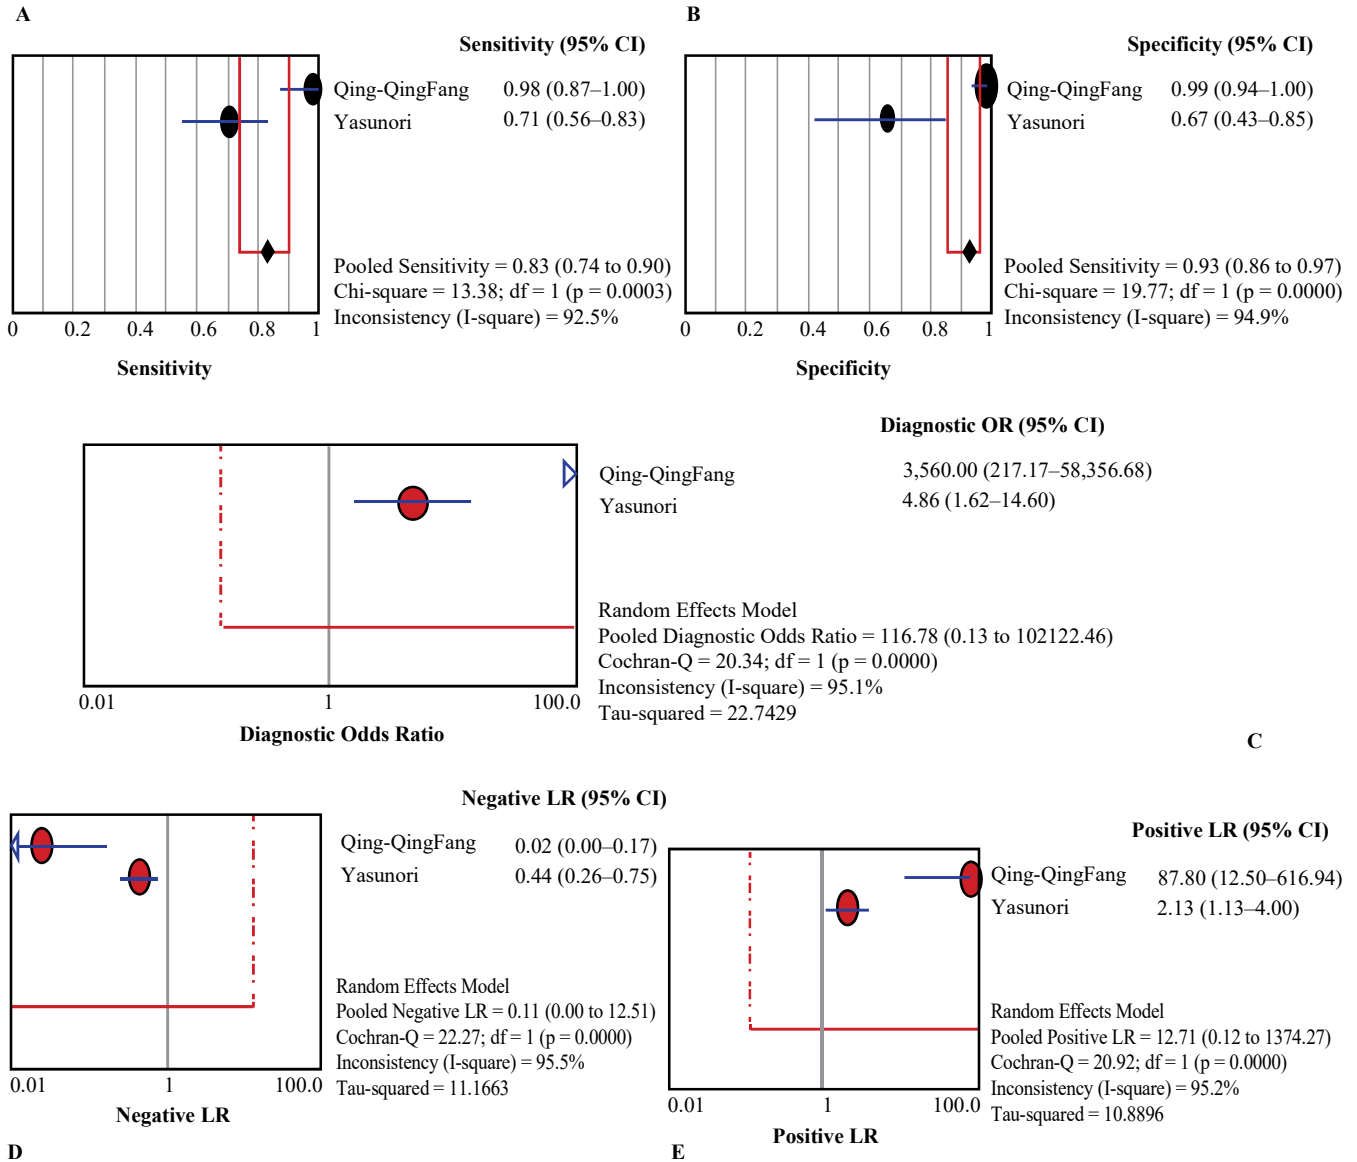 A
Sensitivity (95% CI)
Qing-QingFang 0.98 (0.87–1.00)
Yasunori 0.71 (0.56–0.83)
Pooled Sensitivity = 0.83 (0.74 to 0.90)
Chi-square = 13.38; df = 1 (p = 0.0003)
Inconsistency (I-square) = 92.5%
0 0.2 0.4 0.6 0.8 1
Sensitivity
B
Specificity (95% CI)
Qing-QingFang 0.99 (0.94–1.00)
Yasunori 0.67 (0.43–0.85)
Pooled Sensitivity = 0.93 (0.86 to 0.97)
Chi-square = 19.77; df = 1 (p = 0.0000)
Inconsistency (I-square) = 94.9%
0 0.2 0.4 0.6 0.8 1
Specificity
Diagnostic OR (95% CI)
Qing-QingFang 3,560.00 (217.17–58,356.68)
Yasunori 4.86 (1.62–14.60)
Random Effects Model
Pooled Diagnostic Odds Ratio = 116.78 (0.13 to 102122.46)
Cochran-Q = 20.34; df = 1 (p = 0.0000)
Inconsistency (I-square) = 95.1%
Tau-squared = 22.7429
0.01 1 100.0
Diagnostic Odds Ratio
C
Negative LR (95% CI)
Qing-QingFang 0.02 (0.00–0.17)
Yasunori 0.44 (0.26–0.75)
Random Effects Model
Pooled Negative LR = 0.11 (0.00 to 12.51)
Cochran-Q = 22.27; df = 1 (p = 0.0000)
Inconsistency (I-square) = 95.5%
Tau-squared = 11.1663
0.01 1 100.0
Negative LR
D
Positive LR (95% CI)
Qing-QingFang 87.80 (12.50–616.94)
Yasunori 2.13 (1.13–4.00)
Random Effects Model
Pooled Positive LR = 12.71 (0.12 to 1374.27)
Cochran-Q = 20.92; df = 1 (p = 0.0000)
Inconsistency (I-square) = 95.2%
Tau-squared = 10.8896
0.01 1 100.0
Positive LR
E